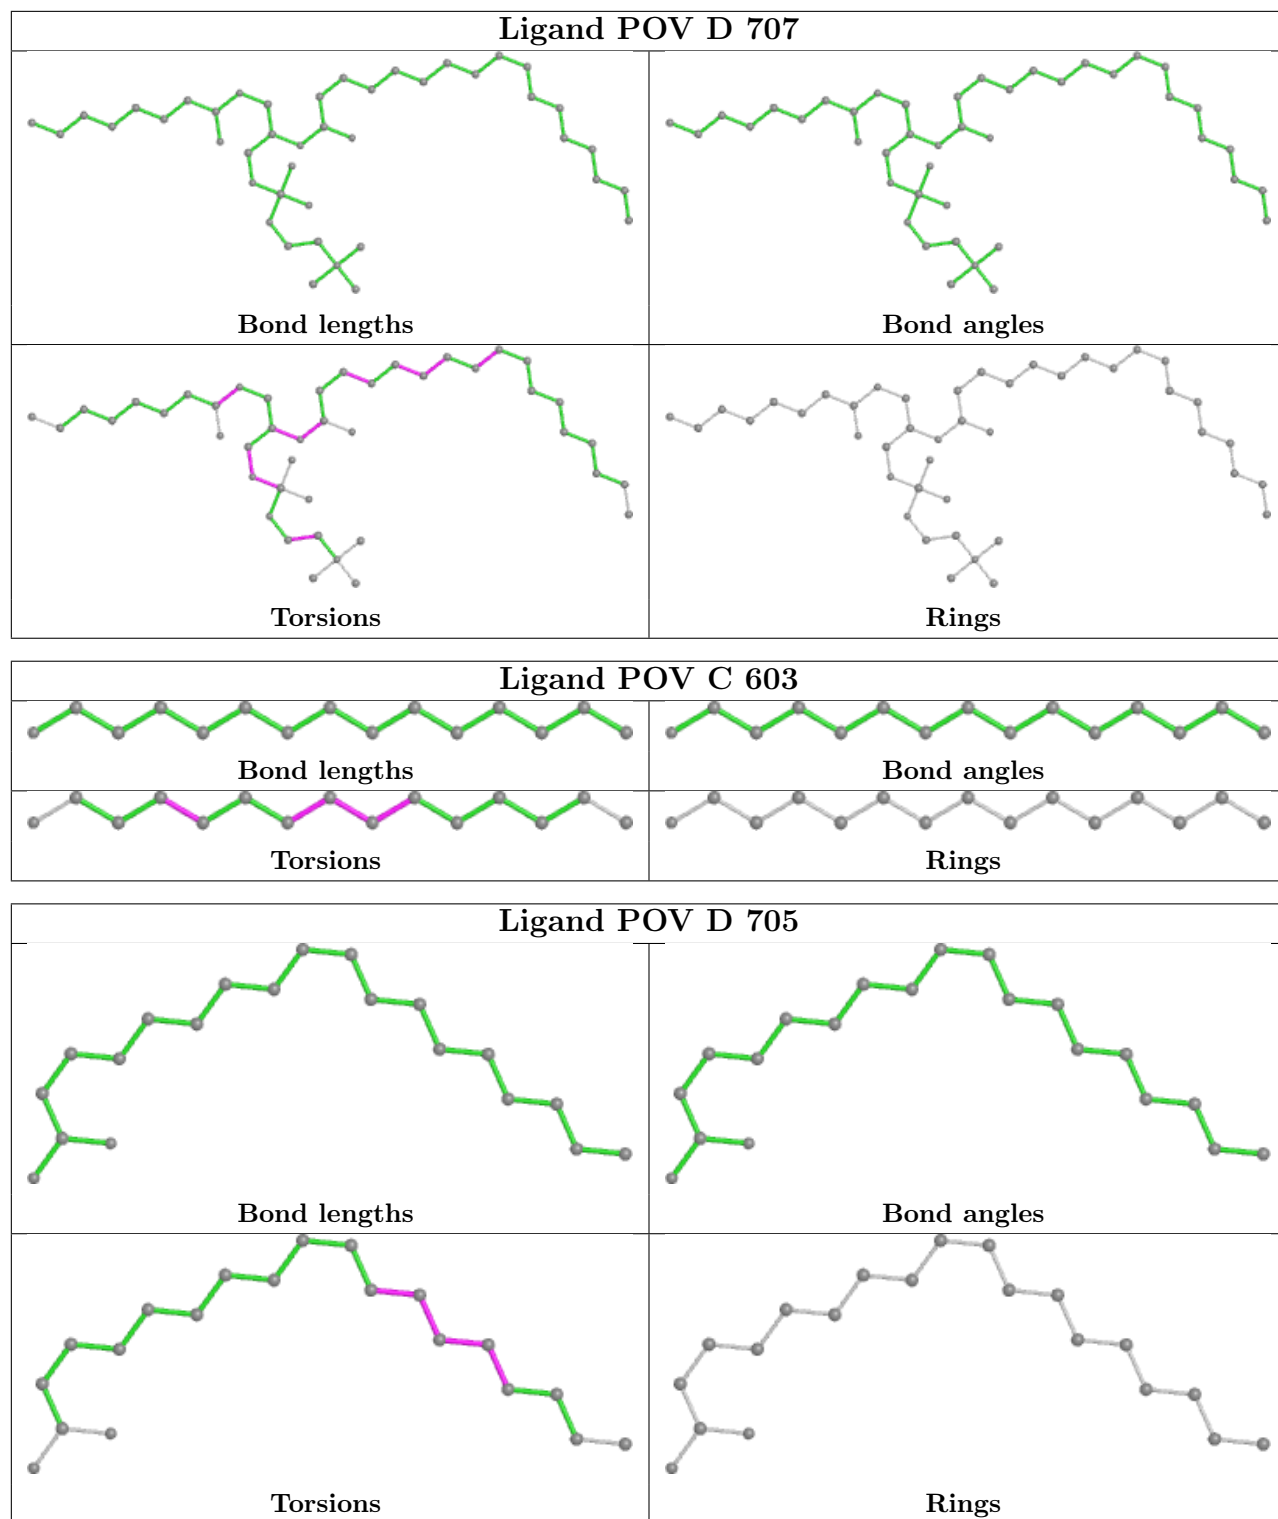 Ligand POV D 707
Bond lengths
Bond angles
Torsions
Rings
Ligand POV C 603
Bond lengths
Bond angles
Torsions
Rings
Ligand POV D 705
Bond lengths
Bond angles
Torsions
Rings